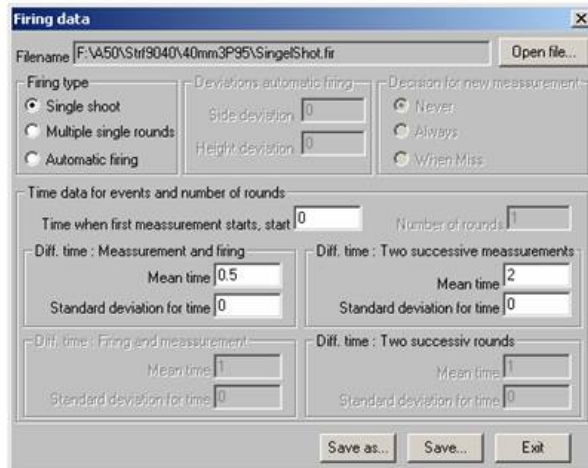 Firing data
Filename F:\A50\Strf9040\40mm3P95\SingelShot.fir Open file...
Firing type
Single shoot
Multiple single rounds
Automatic firing
Deviations automatic firing
Side deviation 0
Height deviation 0
Decision for new measurement
Never
Always
When Miss
Time data for events and number of rounds
Time when first meassurement starts, start 0
Number of rounds 1
Diff. time : Measurement and firing
Mean time 0.5
Standard deviation for time 0
Diff. time : Two successive measurements
Mean time 2
Standard deviation for time 0
Diff. time : Firing and meassurement
Mean time 1
Standard deviation for time 0
Diff. time : Two successiv rounds
Mean time 1
Standard deviation for time 0
Save as... Save... Exit